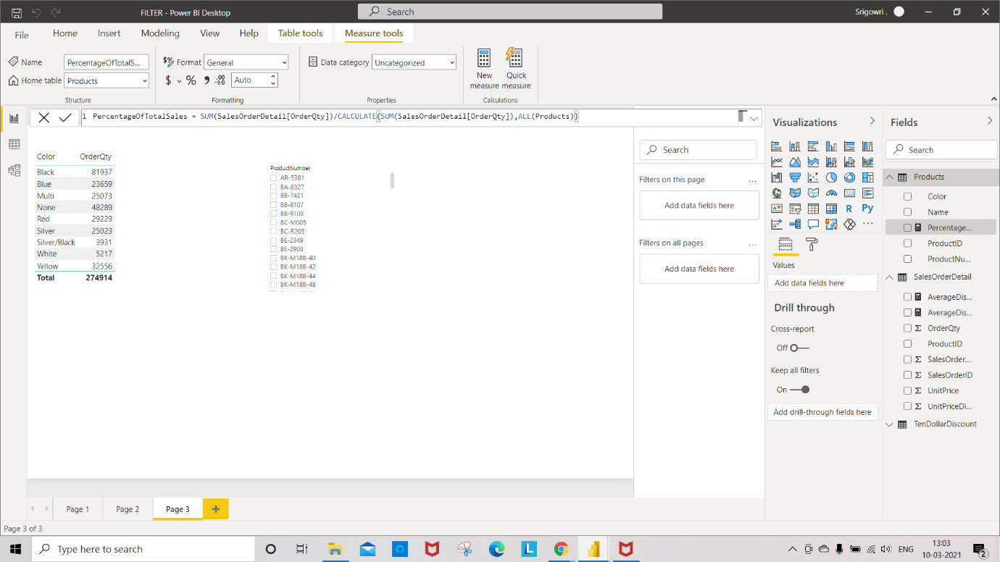 FILTER - Power BI Desktop
Search
Srigowri .
File
Home
Insert
Modeling
View
Help
Table tools
Measure tools
Name
PercentageOfTotalS...
Home table
Products
Structure
$% Format
General
$
%
Auto
Formatting
Data category
Uncategorized
Properties
New measure
Quick measure
Calculations
1 PercentageOfTotalSales = SUM(SalesOrderDetail[OrderQty])/CALCULATE(SUM(SalesOrderDetail[OrderQty]),ALL(Products))
Color OrderQty
Black 81937
Blue 23659
Multi 25073
None 48289
Red 29229
Silver 25023
Silver/Black 3931
White 5217
Yellow 32556
Total 274914
ProductNumber
AR-5381
BA-8327
BB-7421
BB-8107
BB-9108
BC-M005
BC-R205
BE-2349
BE-2908
BK-M18B-40
BK-M18B-42
BK-M18B-44
BK-M18B-48
Search
Filters on this page ...
Add data fields here
Filters on all pages ...
Add data fields here
Visualizations
R
Py
...
Values
Add data fields here
Drill through
Cross-report
Off
Keep all filters
On
Add drill-through fields here
Fields
Search
Products
Color
Name
Percentage...
ProductID
ProductNu...
SalesOrderDetail
AverageDis...
AverageDis...
Σ OrderQty
ProductID
Σ SalesOrder...
Σ SalesOrderID
Σ UnitPrice
Σ UnitPriceDi...
TenDollarDiscount
Page 1
Page 2
Page 3
+
Page 3 of 3
Type here to search
L
ENG
13:03
10-03-2021
2